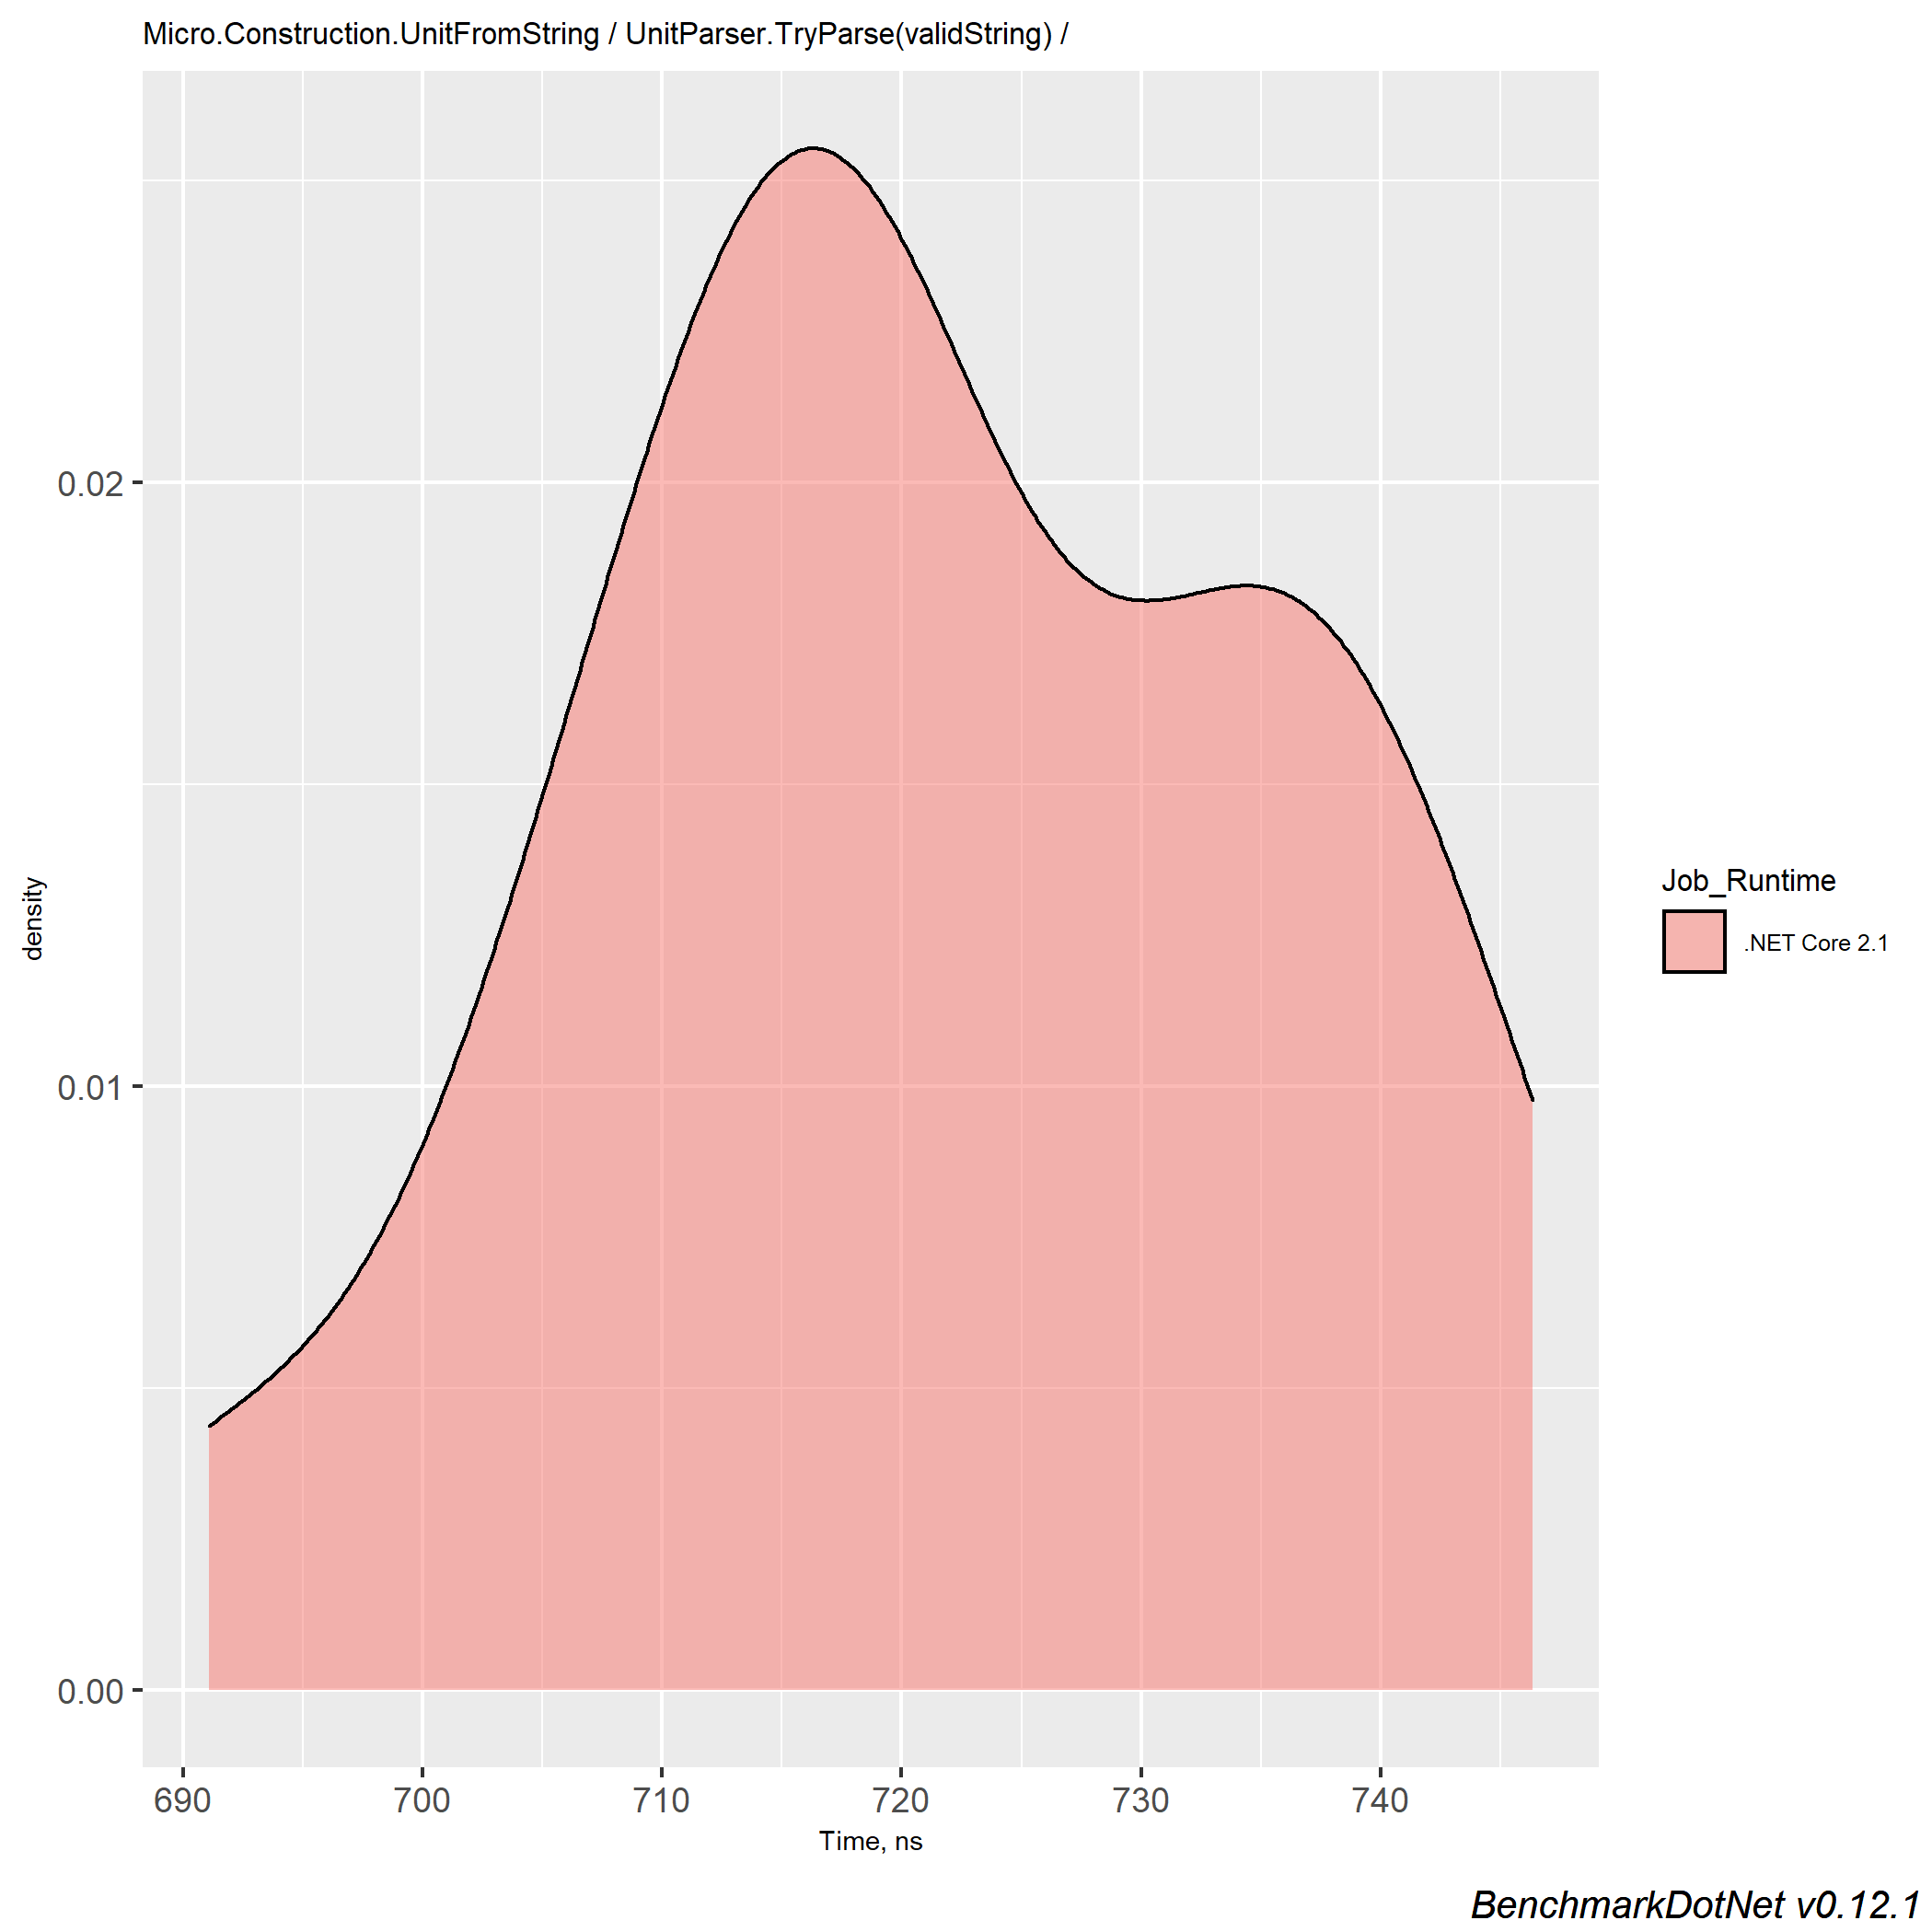 Micro.Construction.UnitFromString / UnitParser.TryParse(validString) /
0.02
0.01
0.00
density
690 700 710 720 730 740
Time, ns
Job_Runtime
.NET Core 2.1
BenchmarkDotNet v0.12.1